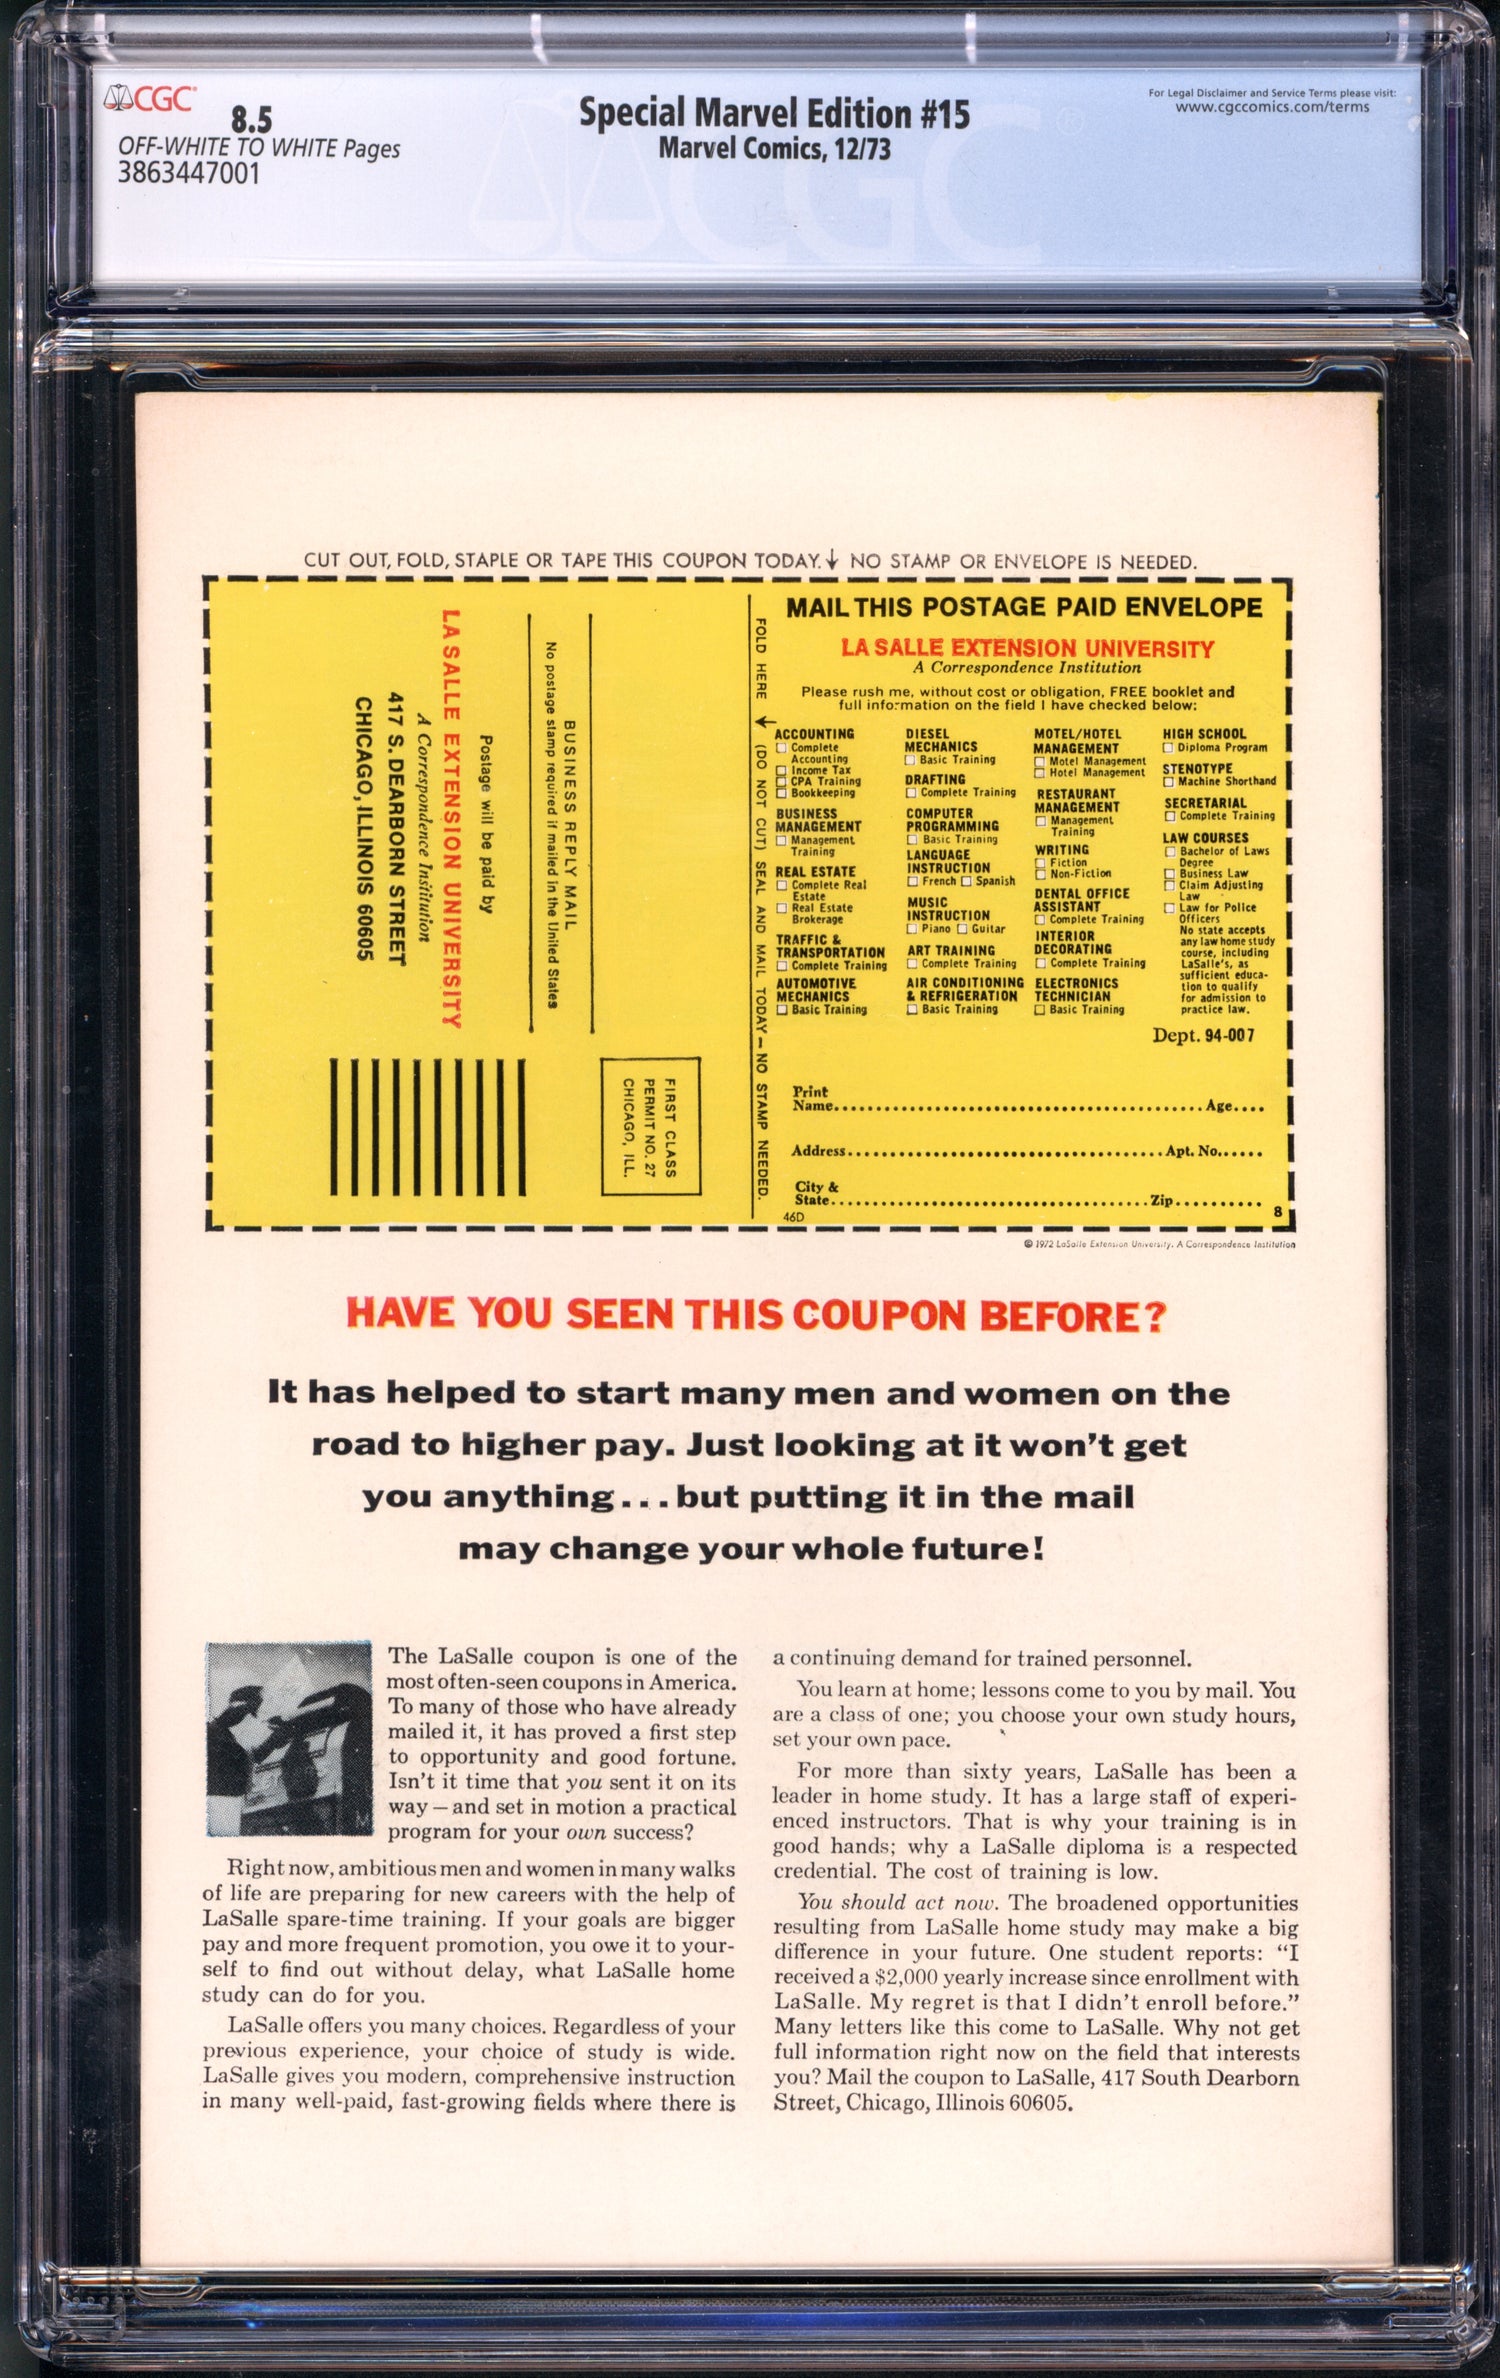 CGC
8.5
OFF-WHITE TO WHITE Pages
3863447001
Special Marvel Edition #15
Marvel Comics, 12/73
For Legal Disclaimer and Service Terms please visit:
www.cgccomics.com/terms
CGC
CUT OUT, FOLD, STAPLE OR TAPE THIS COUPON TODAY.↓ NO STAMP OR ENVELOPE IS NEEDED.
BUSINESS REPLY MAIL
No postage stamp required if mailed in the United States
Postage will be paid by
LA SALLE EXTENSION UNIVERSITY
A Correspondence Institution
417 S. DEARBORN STREET
CHICAGO, ILLINOIS 60605
FIRST CLASS
PERMIT NO. 27
CHICAGO, ILL.
FOLD HERE ↓ (DO NOT CUT) SEAL AND MAIL TODAY — NO STAMP NEEDED.
MAIL THIS POSTAGE PAID ENVELOPE
LA SALLE EXTENSION UNIVERSITY
A Correspondence Institution
Please rush me, without cost or obligation, FREE booklet and
full information on the field I have checked below:
ACCOUNTING
☐ Complete
Accounting
☐ Income Tax
☐ CPA Training
☐ Bookkeeping
BUSINESS
MANAGEMENT
☐ Management
Training
REAL ESTATE
☐ Complete Real
Estate
☐ Real Estate
Brokerage
TRAFFIC &
TRANSPORTATION
☐ Complete Training
AUTOMOTIVE
MECHANICS
☐ Basic Training
DIESEL
MECHANICS
☐ Basic Training
DRAFTING
☐ Complete Training
COMPUTER
PROGRAMMING
☐ Basic Training
LANGUAGE
INSTRUCTION
☐ French ☐ Spanish
MUSIC
INSTRUCTION
☐ Piano ☐ Guitar
ART TRAINING
☐ Complete Training
AIR CONDITIONING
& REFRIGERATION
☐ Basic Training
MOTEL/HOTEL
MANAGEMENT
☐ Motel Management
☐ Hotel Management
RESTAURANT
MANAGEMENT
☐ Management
Training
WRITING
☐ Fiction
☐ Non-Fiction
DENTAL OFFICE
ASSISTANT
☐ Complete Training
INTERIOR
DECORATING
☐ Complete Training
ELECTRONICS
TECHNICIAN
☐ Basic Training
HIGH SCHOOL
☐ Diploma Program
STENOTYPE
☐ Machine Shorthand
SECRETARIAL
☐ Complete Training
LAW COURSES
☐ Bachelor of Laws
Degree
☐ Business Law
☐ Claim Adjusting
Law
☐ Law for Police
Officers
No state accepts
any law home study
course, including
LaSalle's, as
sufficient educa-
tion to qualify
for admission to
practice law.
Dept. 94-007
Print
Name............................................Age....
Address.....................................Apt. No......
City &
State.....................................Zip..........
46D
8
© 1972 LaSalle Extension University. A Correspondence Institution
HAVE YOU SEEN THIS COUPON BEFORE?
It has helped to start many men and women on the
road to higher pay. Just looking at it won't get
you anything...but putting it in the mail
may change your whole future!
The LaSalle coupon is one of the
most often-seen coupons in America.
To many of those who have already
mailed it, it has proved a first step
to opportunity and good fortune.
Isn't it time that you sent it on its
way — and set in motion a practical
program for your own success?
Right now, ambitious men and women in many walks
of life are preparing for new careers with the help of
LaSalle spare-time training. If your goals are bigger
pay and more frequent promotion, you owe it to your-
self to find out without delay, what LaSalle home
study can do for you.
LaSalle offers you many choices. Regardless of your
previous experience, your choice of study is wide.
LaSalle gives you modern, comprehensive instruction
in many well-paid, fast-growing fields where there is
a continuing demand for trained personnel.
You learn at home; lessons come to you by mail. You
are a class of one; you choose your own study hours,
set your own pace.
For more than sixty years, LaSalle has been a
leader in home study. It has a large staff of experi-
enced instructors. That is why your training is in
good hands; why a LaSalle diploma is a respected
credential. The cost of training is low.
You should act now. The broadened opportunities
resulting from LaSalle home study may make a big
difference in your future. One student reports: "I
received a $2,000 yearly increase since enrollment with
LaSalle. My regret is that I didn't enroll before."
Many letters like this come to LaSalle. Why not get
full information right now on the field that interests
you? Mail the coupon to LaSalle, 417 South Dearborn
Street, Chicago, Illinois 60605.